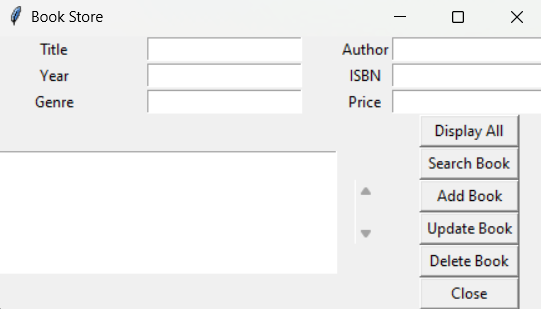 Book Store
Title Author
Year ISBN
Genre Price
Display All
Search Book
Add Book
Update Book
Delete Book
Close